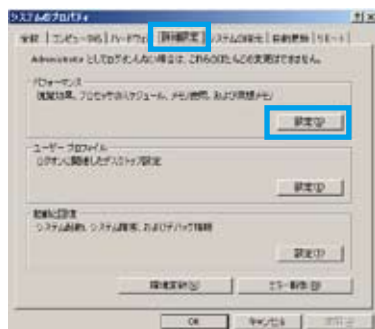 システムのプロパティ
全般 コンピュータ名 ハードウェア 詳細設定 システムの復元 自動更新 リモート
Administrator としてログオンしない場合は、これらのほとんどの変更はできません。
パフォーマンス
視覚効果、プロセッサのスケジュール、メモリ使用、および仮想メモリ
設定(S)
ユーザー プロファイル
ログオンに関連したデスクトップ設定
設定(E)
起動と回復
システム起動、システム障害、およびデバッグ情報
設定(T)
環境変数(N) エラー報告(R)
OK キャンセル 適用(A)